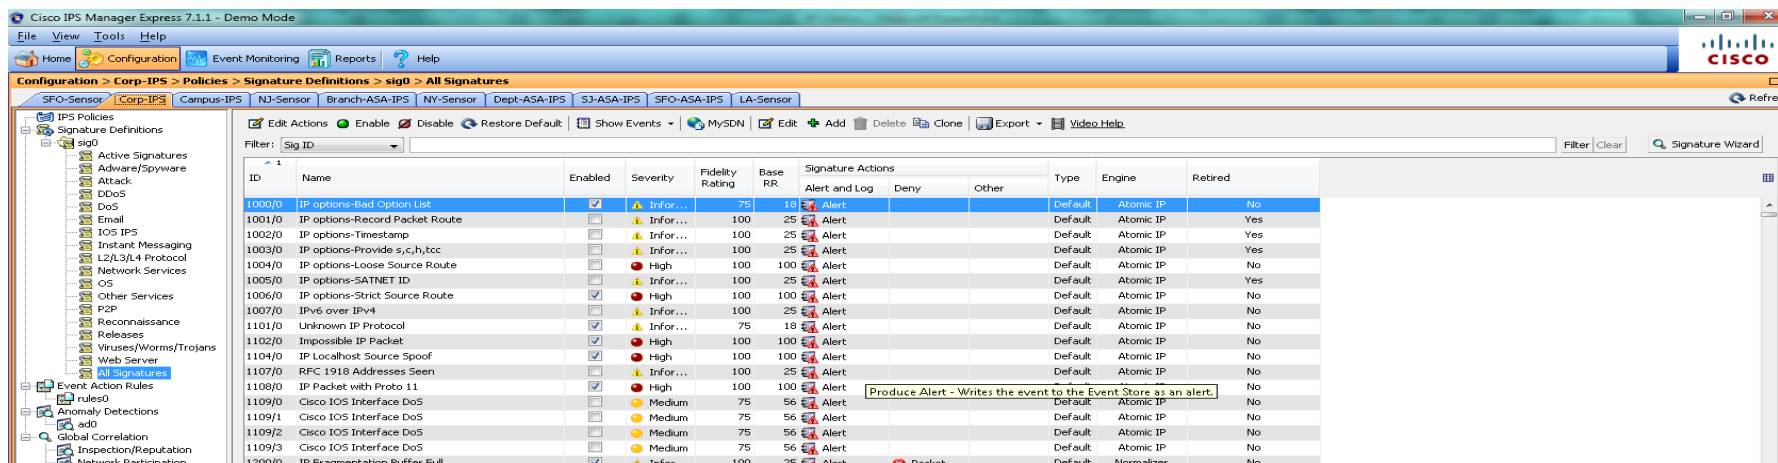 Cisco IPS Manager Express 7.1.1 - Demo Mode
File View Tools Help
Home Configuration Event Monitoring Reports Help
CISCO
Configuration > Corp-IPS > Policies > Signature Definitions > sig0 > All Signatures
SFO-Sensor Corp-IPS Campus-IPS NJ-Sensor Branch-ASA-IPS NY-Sensor Dept-ASA-IPS SJ-ASA-IPS SFO-ASA-IPS LA-Sensor Refre
IPS Policies
Signature Definitions
sig0
Active Signatures
Adware/Spyware
Attack
DDoS
DoS
Email
IOS IPS
Instant Messaging
L2/L3/L4 Protocol
Network Services
OS
Other Services
P2P
Reconnaissance
Releases
Viruses/Worms/Trojans
Web Server
All Signatures
Event Action Rules
rules0
Anomaly Detections
ad0
Global Correlation
Inspection/Reputation
Network Participation
Edit Actions Enable Disable Restore Default Show Events MySDN Edit Add Delete Clone Export Video Help
Filter: Sig ID Filter Clear Signature Wizard
ID 1 Name Enabled Severity Fidelity Rating Base RR Signature Actions Type Engine Retired
Alert and Log Deny Other
1000/0 IP options-Bad Option List Infor... 75 18 Alert Default Atomic IP No
1001/0 IP options-Record Packet Route Infor... 100 25 Alert Default Atomic IP Yes
1002/0 IP options-Timestamp Infor... 100 25 Alert Default Atomic IP Yes
1003/0 IP options-Provide s,c,h,tcc Infor... 100 25 Alert Default Atomic IP Yes
1004/0 IP options-Loose Source Route High 100 100 Alert Default Atomic IP No
1005/0 IP options-SATNET ID Infor... 100 25 Alert Default Atomic IP Yes
1006/0 IP options-Strict Source Route High 100 100 Alert Default Atomic IP No
1007/0 IPv6 over IPv4 Infor... 100 25 Alert Default Atomic IP No
1101/0 Unknown IP Protocol Infor... 75 18 Alert Default Atomic IP No
1102/0 Impossible IP Packet High 100 100 Alert Default Atomic IP No
1104/0 IP Localhost Source Spoof High 100 100 Alert Default Atomic IP No
1107/0 RFC 1918 Addresses Seen Infor... 100 25 Alert Default Atomic IP No
1108/0 IP Packet with Proto 11 High 100 100 Alert No
Produce Alert - Writes the event to the Event Store as an alert.
1109/0 Cisco IOS Interface DoS Medium 75 56 Alert Default Atomic IP No
1109/1 Cisco IOS Interface DoS Medium 75 56 Alert Default Atomic IP No
1109/2 Cisco IOS Interface DoS Medium 75 56 Alert Default Atomic IP No
1109/3 Cisco IOS Interface DoS Medium 75 56 Alert Default Atomic IP No
1200/0 IP Fragmentation Buffer Full Infor... 100 25 Alert Packet Default Normalizer No